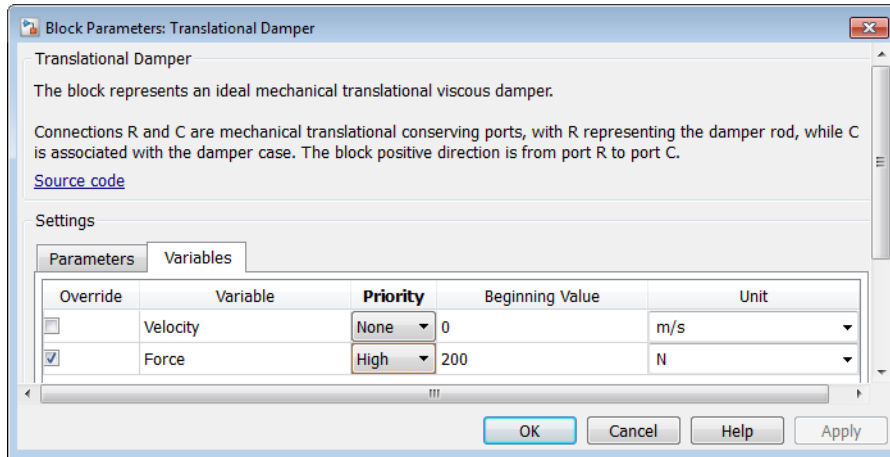 Block Parameters: Translational Damper
Translational Damper
The block represents an ideal mechanical translational viscous damper.
Connections R and C are mechanical translational conserving ports, with R representing the damper rod, while C
is associated with the damper case. The block positive direction is from port R to port C.
Source code
Settings
Parameters Variables
Override Variable Priority Beginning Value Unit
Velocity None 0 m/s
Force High 200 N
OK Cancel Help Apply